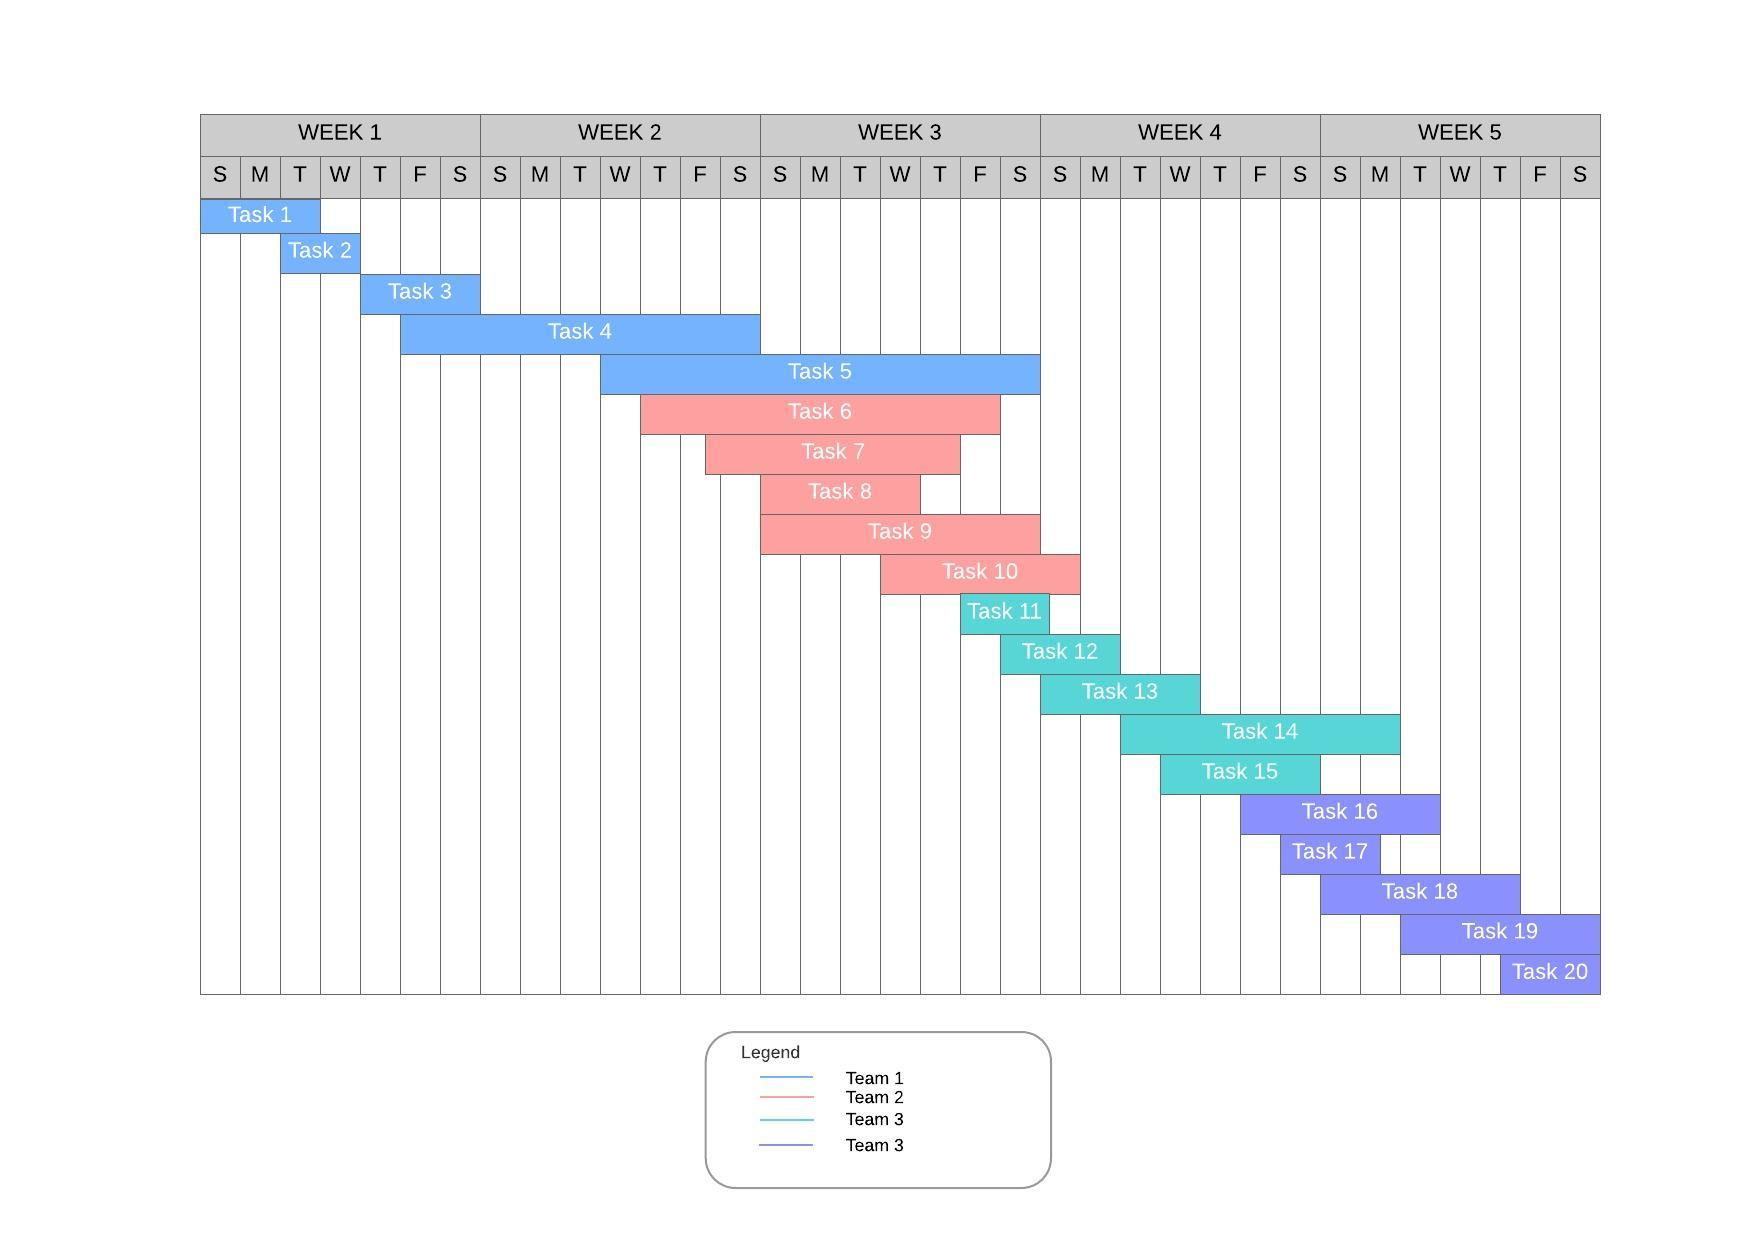 WEEK 1 WEEK 2 WEEK 3 WEEK 4 WEEK 5
S M T W T F S S M T W T F S S M T W T F S S M T W T F S S M T W T F S
Task 1
Task 2
Task 3
Task 4
Task 5
Task 6
Task 7
Task 8
Task 9
Task 10
Task 11
Task 12
Task 13
Task 14
Task 15
Task 16
Task 17
Task 18
Task 19
Task 20
Legend
Team 1
Team 2
Team 3
Team 3